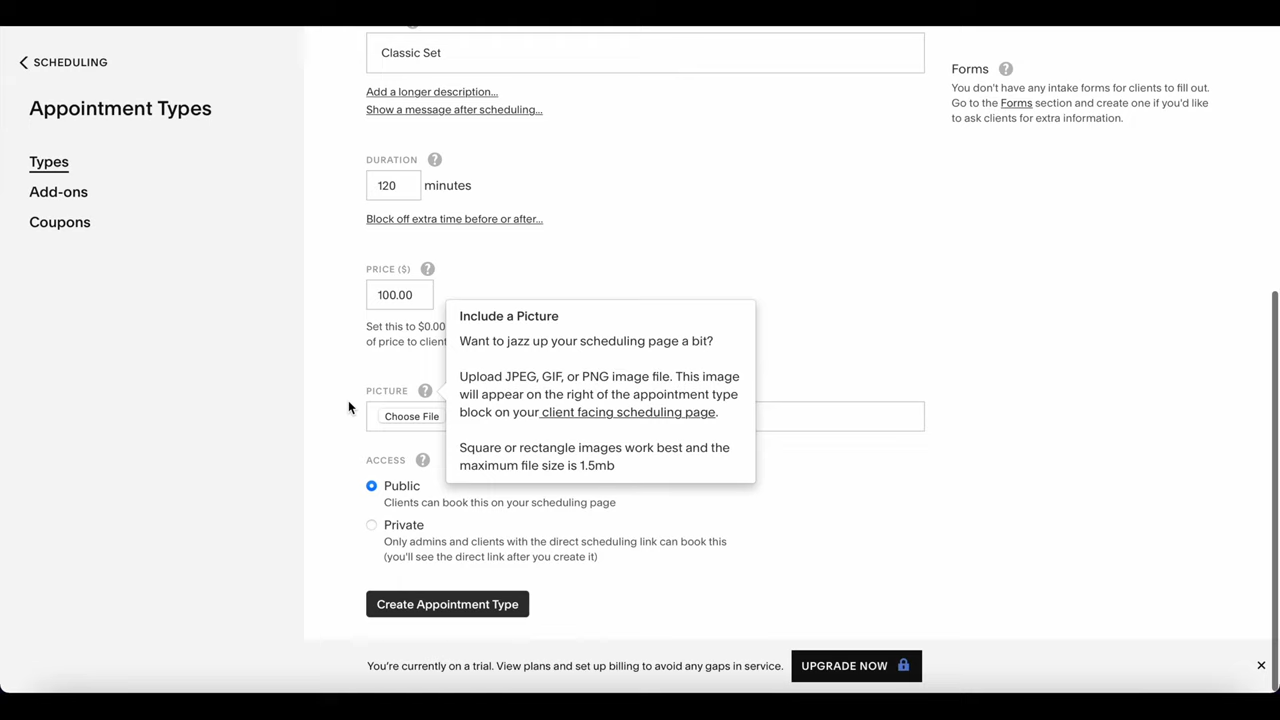 SCHEDULING
Appointment Types
Types
Add-ons
Coupons
Classic Set
Add a longer description...
Show a message after scheduling...
DURATION ?
120 minutes
Block off extra time before or after...
PRICE ($) ?
100.00
Set this to $0.00
of price to client
Include a Picture
Want to jazz up your scheduling page a bit?
Upload JPEG, GIF, or PNG image file. This image
will appear on the right of the appointment type
block on your client facing scheduling page.
Square or rectangle images work best and the
maximum file size is 1.5mb
PICTURE ?
Choose File
ACCESS ?
Public
Clients can book this on your scheduling page
Private
Only admins and clients with the direct scheduling link can book this
(you'll see the direct link after you create it)
Create Appointment Type
Forms ?
You don't have any intake forms for clients to fill out.
Go to the Forms section and create one if you'd like
to ask clients for extra information.
You're currently on a trial. View plans and set up billing to avoid any gaps in service.
UPGRADE NOW